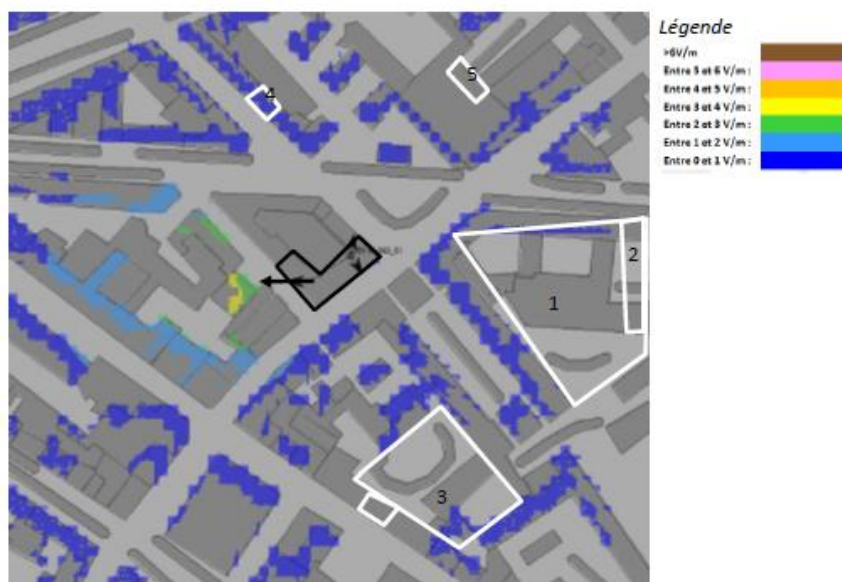 Légende
>6V/m
Entre 5 et 6 V/m :
Entre 4 et 5 V/m :
Entre 3 et 4 V/m :
Entre 2 et 3 V/m :
Entre 1 et 2 V/m :
Entre 0 et 1 V/m :
4
5
2
1
3